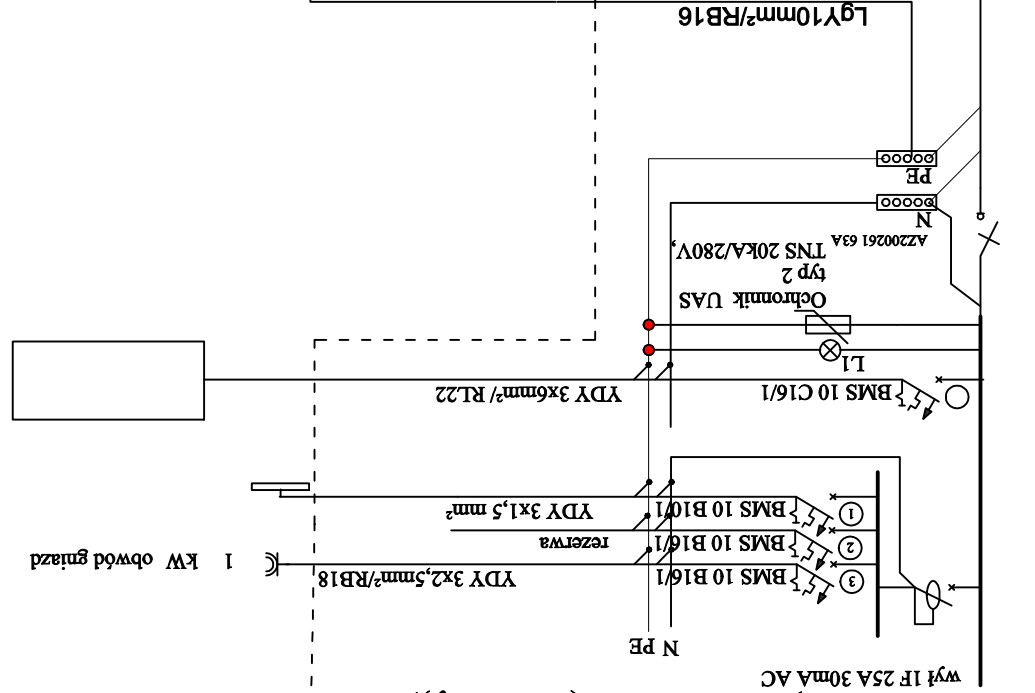 wył 1F 25A 30mA AC
N PE
3 BMS 10 B16/1 YDY 3x2,5mm²/RB18 1 kW obwód gniazd
2 BMS 10 B16/1 rezerwa
1 BMS 10 B10/1 YDY 3x1,5 mm²
BMS 10 C16/1 YDY 3x6mm²/ RL22
L1
Ochronnik UAS
typ 2
TNS 20kA/280V,
AZ200261 63A
N
PE
LgY10mm²/RB16